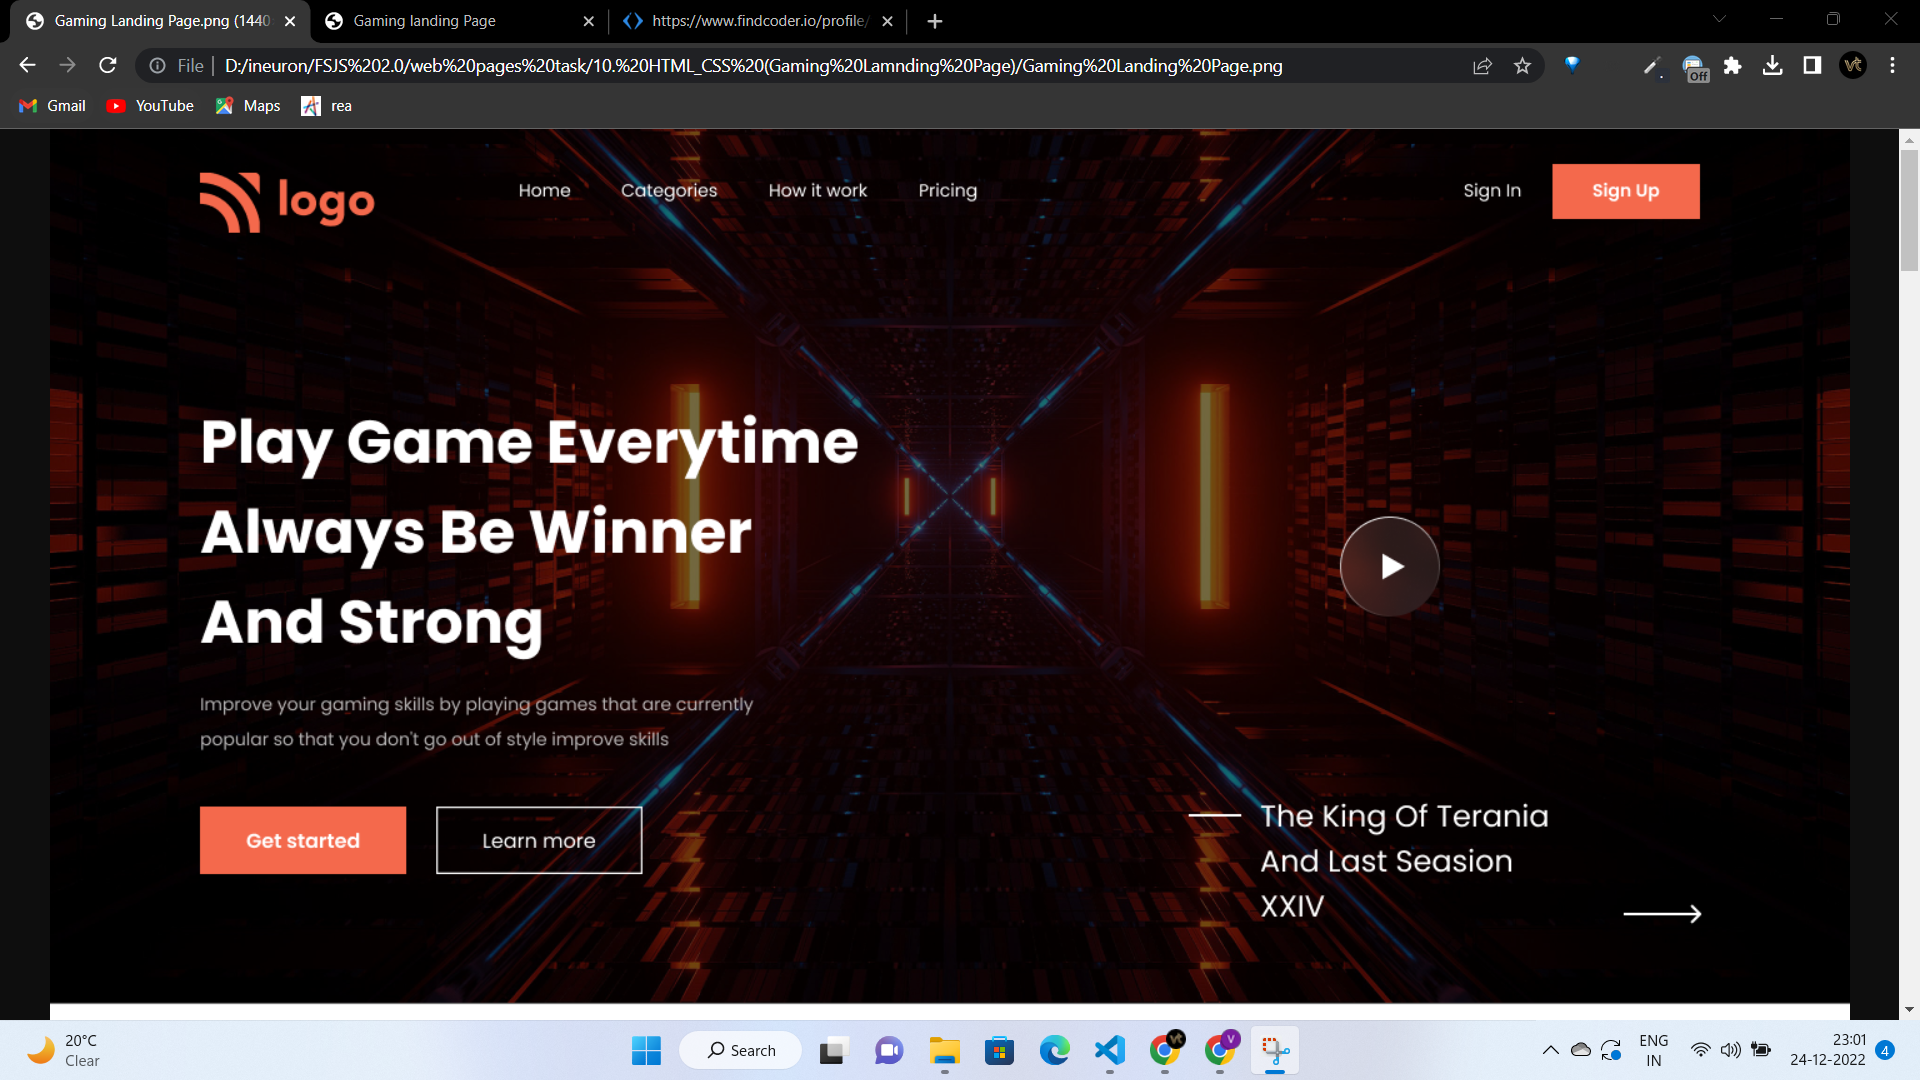 Gaming Landing Page.png (1440
Gaming landing Page
https://www.findcoder.io/profile/
File
D:/ineuron/FSJS%202.0/web%20pages%20task/10.%20HTML_CSS%20(Gaming%20Lamnding%20Page)/Gaming%20Landing%20Page.png
Off
vt
Gmail
YouTube
Maps
rea
logo
Home
Categories
How it work
Pricing
Sign In
Sign Up
Play Game Everytime
Always Be Winner
And Strong
Improve your gaming skills by playing games that are currently
popular so that you don't go out of style improve skills
Get started
Learn more
The King Of Terania
And Last Seasion
XXIV
20°C
Clear
Search
vt
V
ENG
IN
23:01
24-12-2022
4